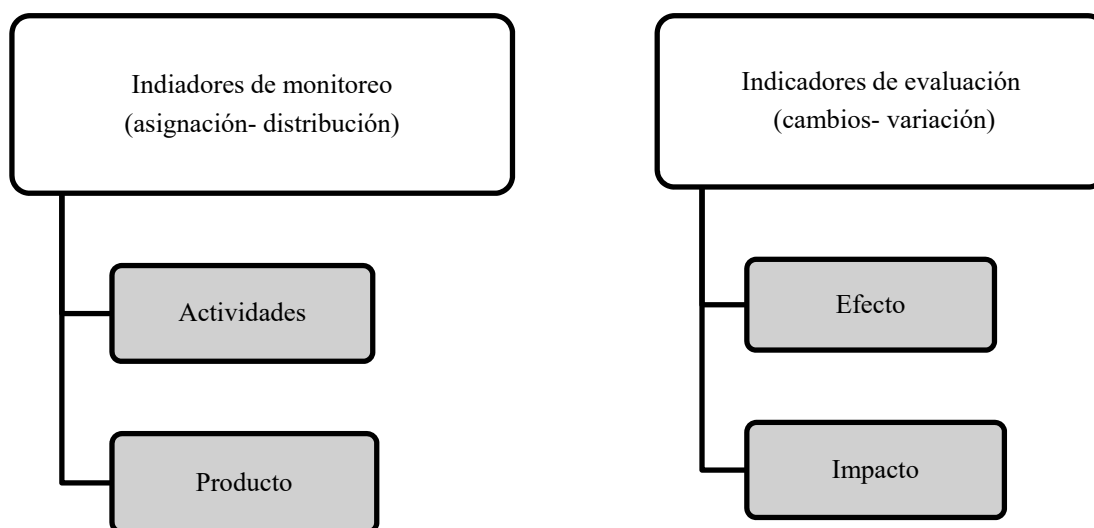 Indiadores de monitoreo
(asignación- distribución)
Actividades
Producto
Indicadores de evaluación
(cambios- variación)
Efecto
Impacto